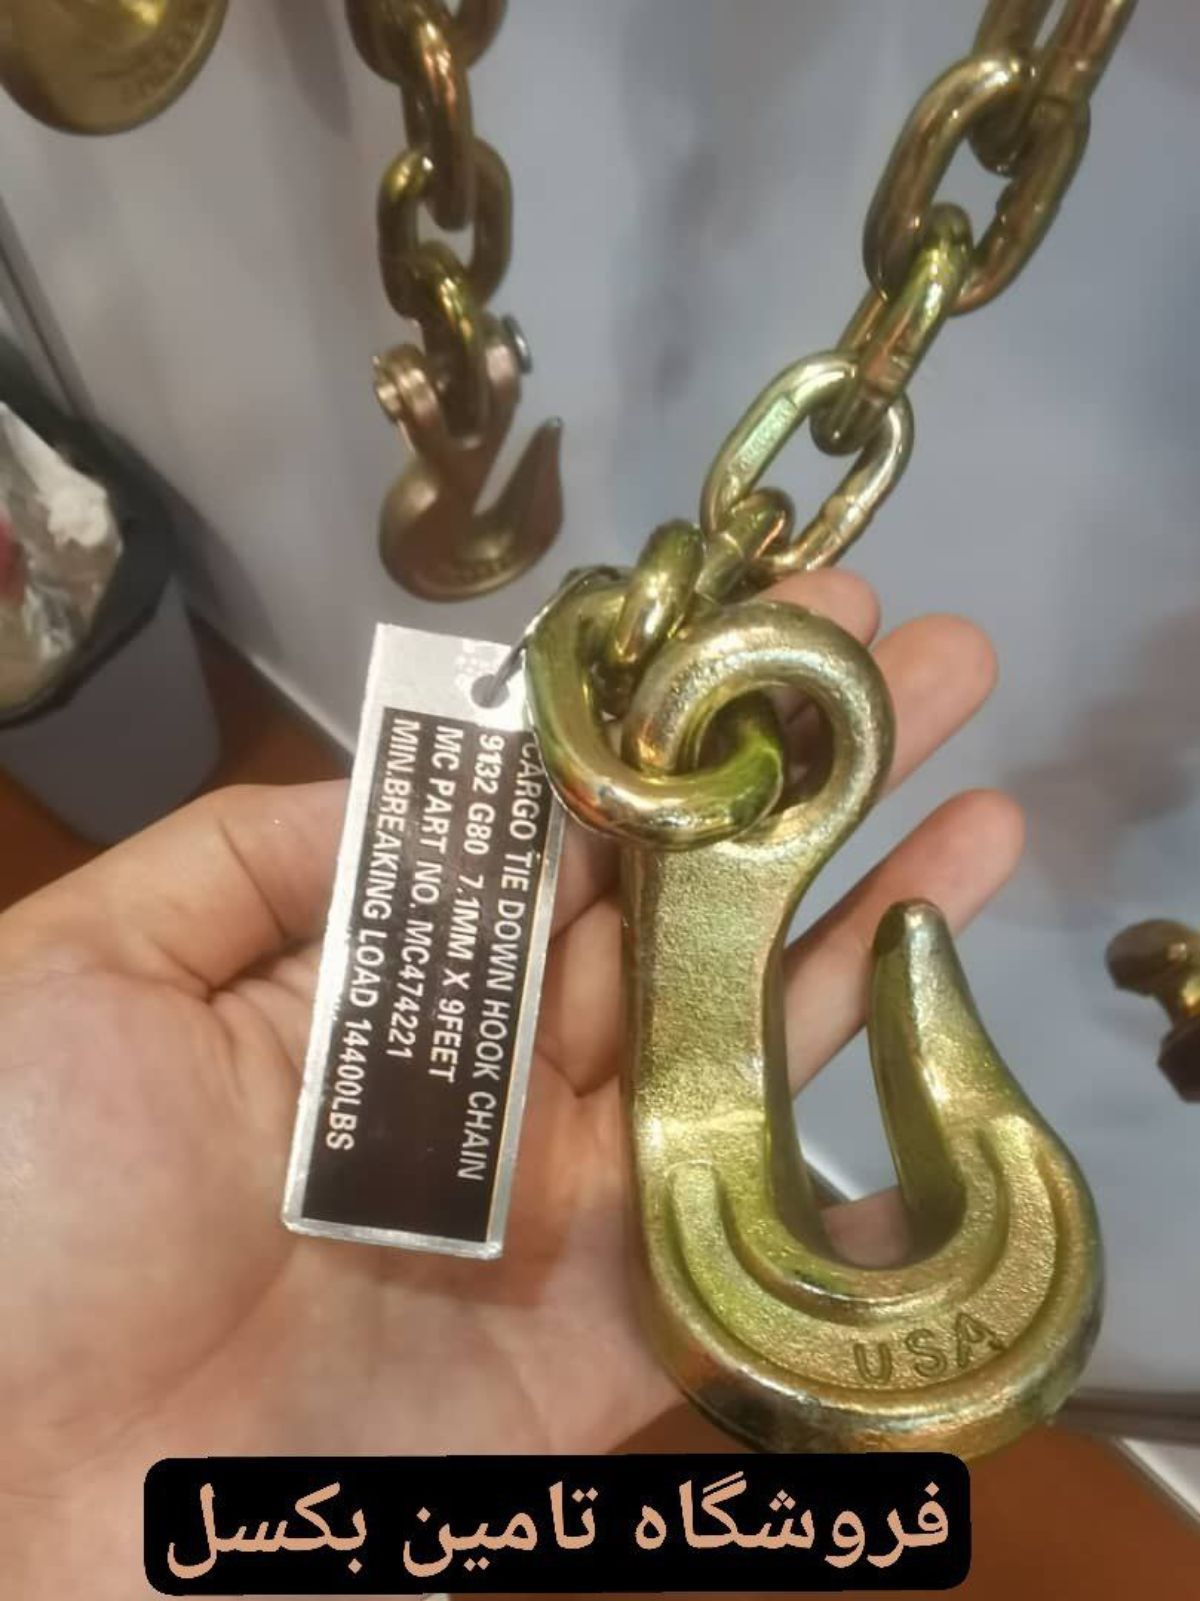 CARGO TIE DOWN HOOK CHAIN
9132 G80 7.1MM X 9FEET
MC PART NO. MC474221
MIN.BREAKING LOAD 14400LBS
USA
فروشگاه تامین بکسل